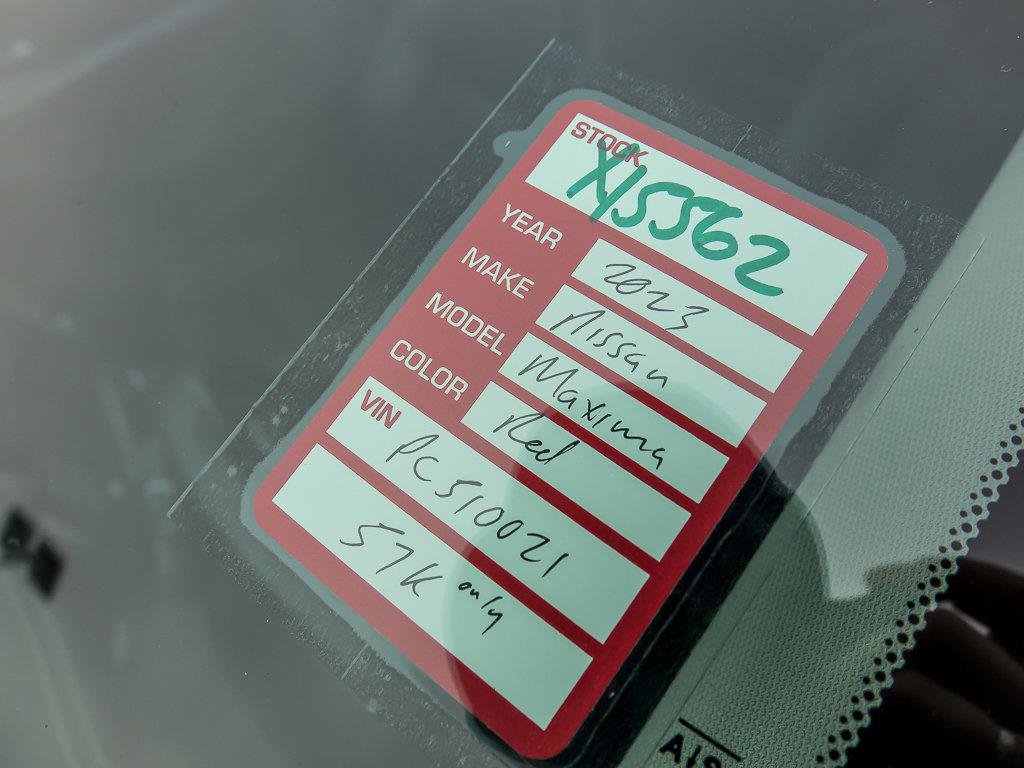 STOCK
X15562
YEAR 2023
MAKE Nissan
MODEL Maxima
COLOR Red
VIN PC510021
57K only